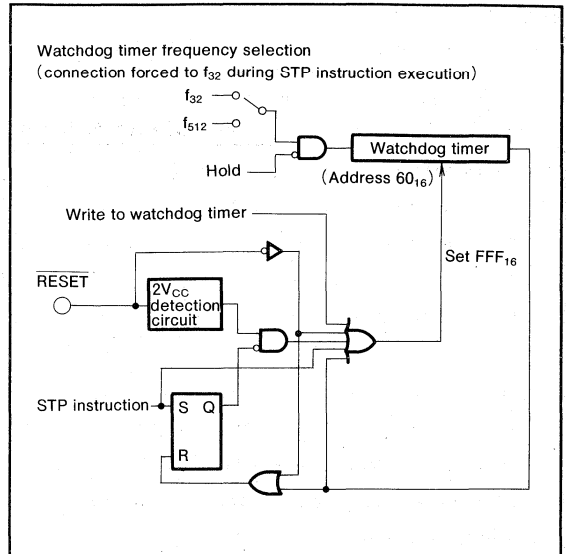 Watchdog timer frequency selection
(connection forced to f₃₂ during STP instruction execution)
f₃₂
f₅₁₂
Hold
Watchdog timer
(Address 60₁₆)
Write to watchdog timer
Set FFF₁₆
RESET
2Vcc
detection
circuit
STP instruction
S Q
R